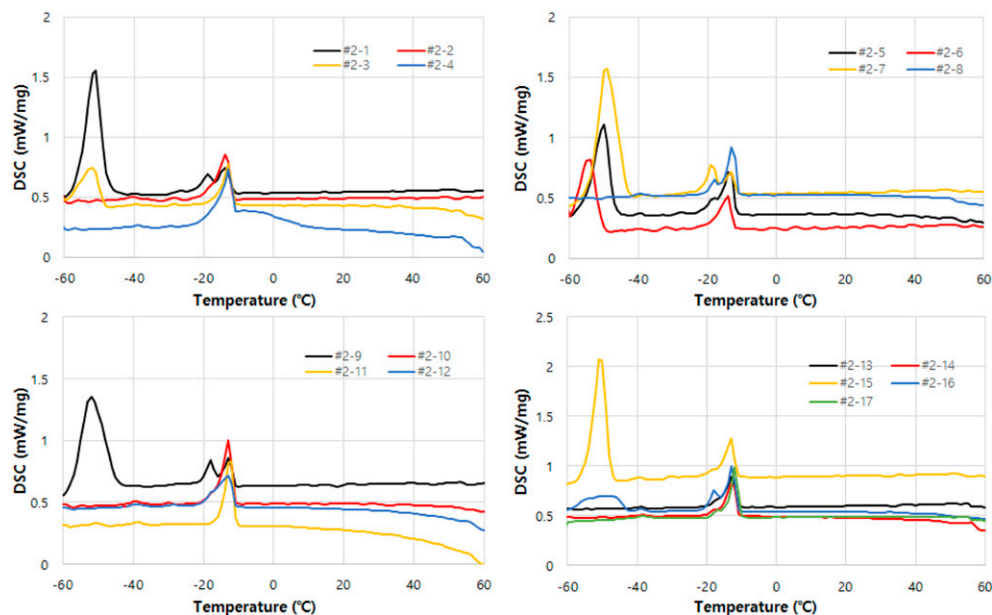 2
1.5
1
0.5
0
DSC (mW/mg)
#2-1 #2-2
#2-3 #2-4
-60 -40 -20 0 20 40 60
Temperature (℃)
2
1.5
1
0.5
0
DSC (mW/mg)
#2-5 #2-6
#2-7 #2-8
-60 -40 -20 0 20 40 60
Temperature (℃)
2
1.5
1
0.5
0
DSC (mW/mg)
#2-9 #2-10
#2-11 #2-12
-60 -40 -20 0 20 40 60
Temperature (℃)
2.5
2
1.5
1
0.5
0
DSC (mW/mg)
#2-13 #2-14
#2-15 #2-16
#2-17
-60 -40 -20 0 20 40 60
Temperature (℃)